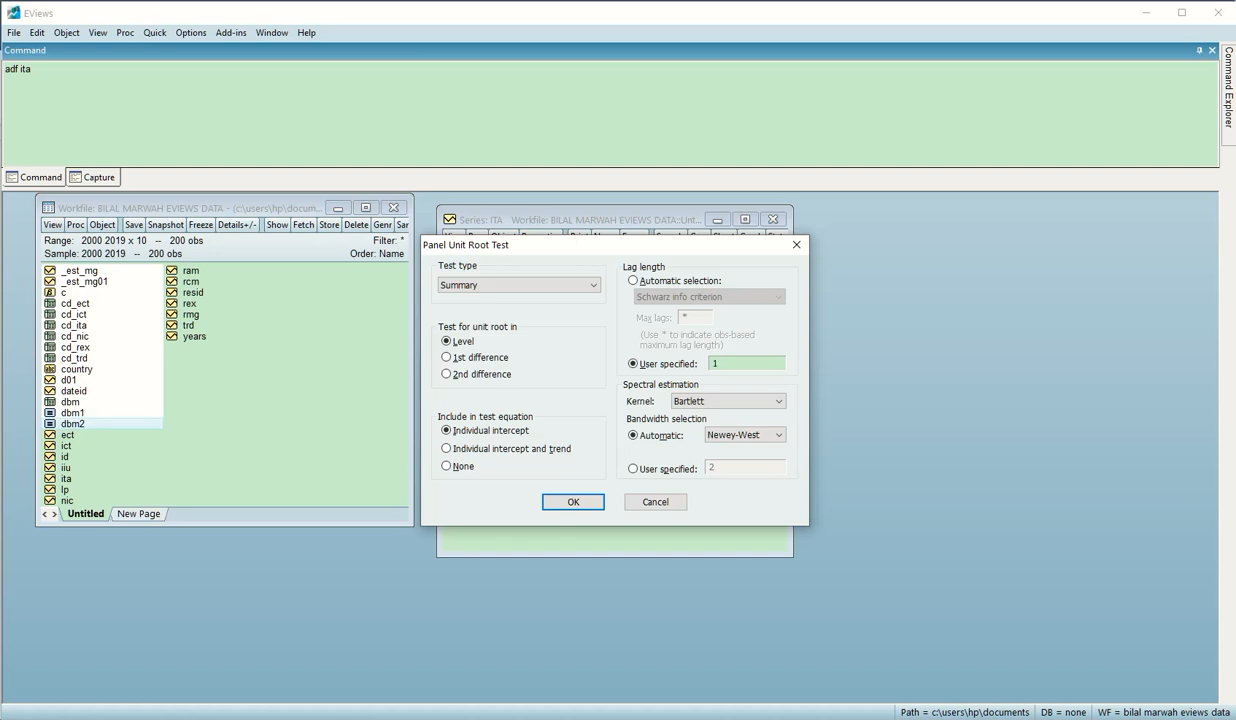 EViews
File Edit Object View Proc Quick Options Add-ins Window Help
Command
adf ita
Command Explorer
Command Capture
Workfile: BILAL MARWAH EVIEWS DATA - (c:\users\hp\docum...
View Proc Object Save Snapshot Freeze Details+/- Show Fetch Store Delete Genr Sar
Range: 2000 2019 x 10 -- 200 obs Filter: *
Sample: 2000 2019 -- 200 obs Order: Name
_est_mg
_est_mg01
c
cd_ect
cd_ict
cd_ita
cd_nic
cd_rex
cd_trd
country
d01
dateid
dbm
dbm1
dbm2
ect
ict
id
iiu
ita
lp
nic
ram
rcm
resid
rex
rmg
trd
years
Untitled New Page
Series: ITA Workfile: BILAL MARWAH EVIEWS DATA::Unt...
Panel Unit Root Test
Test type
Summary
Test for unit root in
Level
1st difference
2nd difference
Include in test equation
Individual intercept
Individual intercept and trend
None
Lag length
Automatic selection:
Schwarz info criterion
Max lags: *
(Use * to indicate obs-based
maximum lag length)
User specified: 1
Spectral estimation
Kernel: Bartlett
Bandwidth selection
Automatic: Newey-West
User specified: 2
OK Cancel
Path = c:\users\hp\documents DB = none WF = bilal marwah eviews data